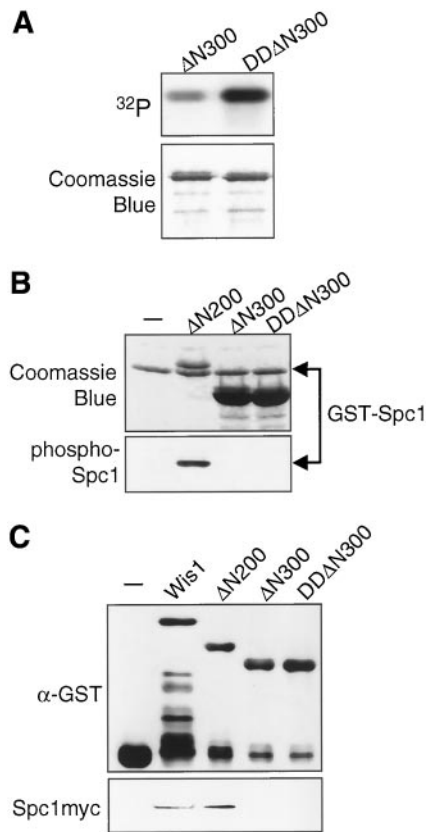 A
ΔN300
DDΔN300
32P
Coomassie
Blue
B
—
ΔN200
ΔN300
DDΔN300
Coomassie
Blue
GST-Spc1
phospho-
Spc1
C
—
Wis1
ΔN200
ΔN300
DDΔN300
α-GST
Spc1myc